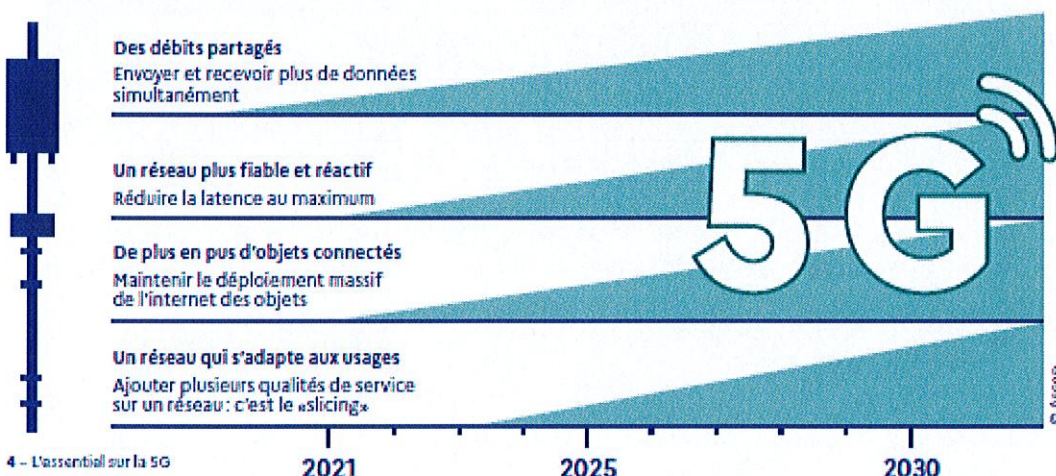 Des débits partagés
Envoyer et recevoir plus de données
simultanément
Un réseau plus fiable et réactif
Réduire la latence au maximum
De plus en pus d'objets connectés
Maintenir le déploiement massif
de l'internet des objets
Un réseau qui s'adapte aux usages
Ajouter plusieurs qualités de service
sur un réseau: c'est le «slicing»
5G
2021
2025
2030
4 – L'essentiel sur la 5G